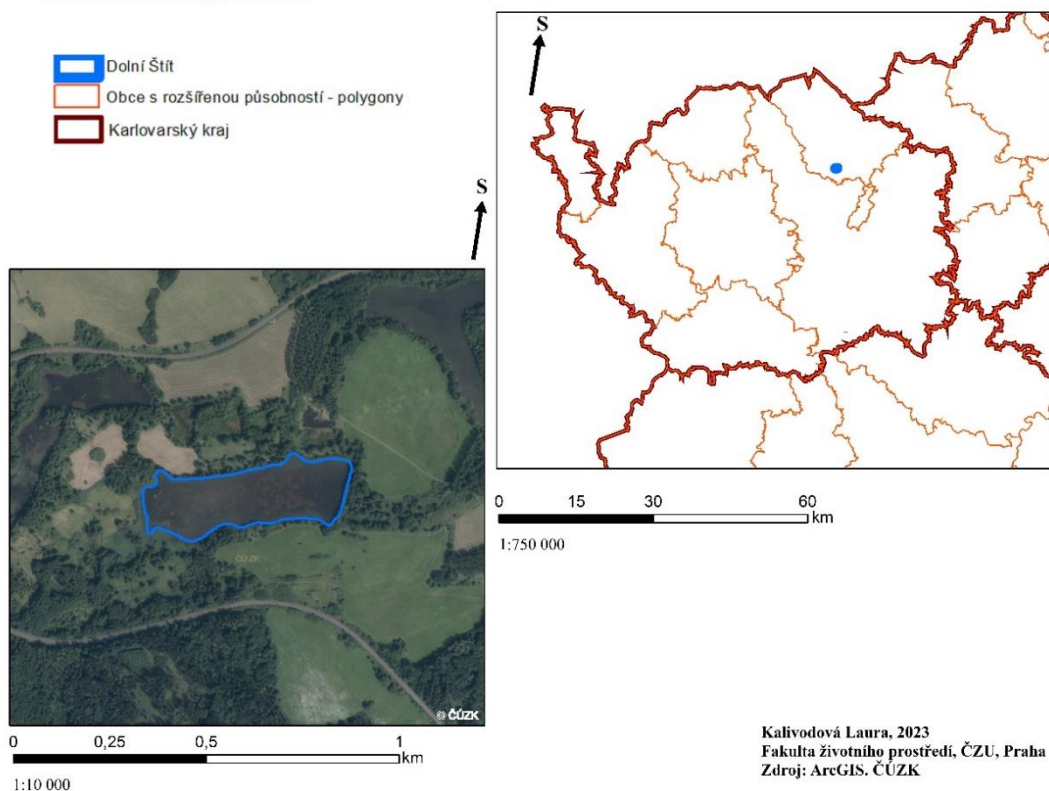 Dolní Štít
Obce s rozšířenou působností - polygony
Karlovarský kraj
S
S
0 15 30 60
km
1:750 000
ČÚZK
© ČÚZK
0 0,25 0,5 1
km
1:10 000
Kalivodová Laura, 2023
Fakulta životního prostředí, ČZU, Praha
Zdroj: ArcGIS. ČÚZK